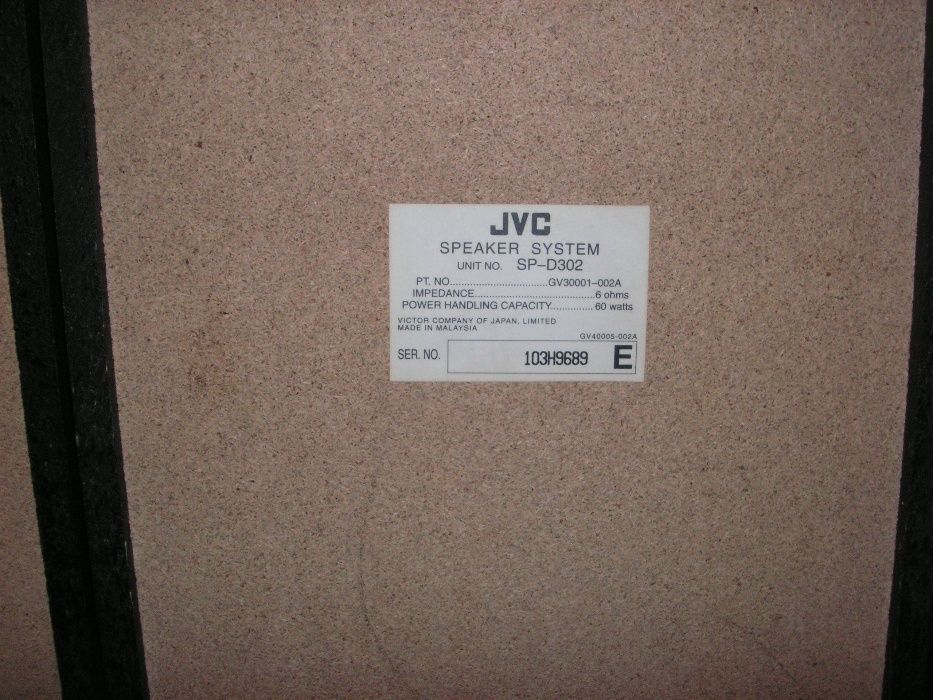 JVC
SPEAKER SYSTEM
UNIT NO. SP-D302
PT. NO..............................GV30001-002A
IMPEDANCE.....................................6 ohms
POWER HANDLING CAPACITY..............60 watts
VICTOR COMPANY OF JAPAN, LIMITED
MADE IN MALAYSIA
GV40005-002A
SER. NO. 103H9689 E